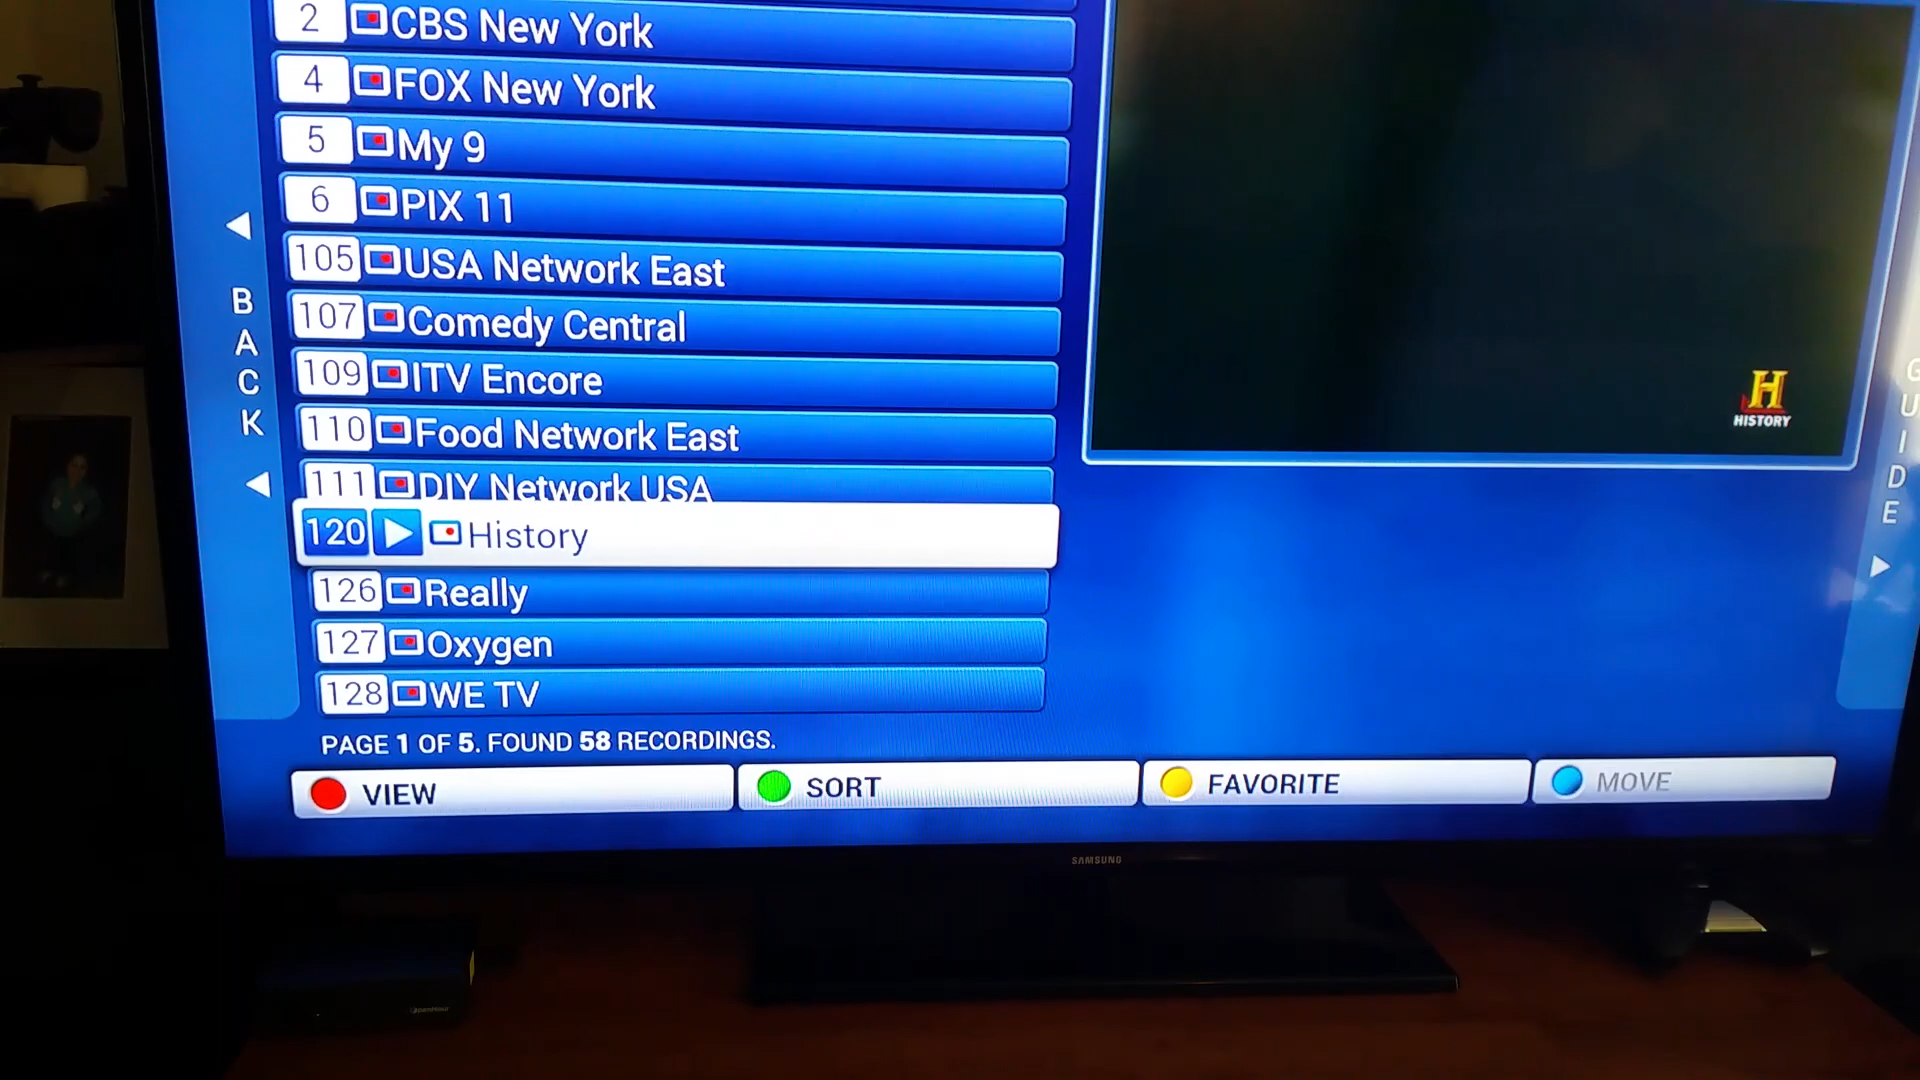 2 CBS New York
4 FOX New York
5 My 9
6 PIX 11
105 USA Network East
107 Comedy Central
109 ITV Encore
110 Food Network East
111 DIY Network USA
120 History
126 Really
127 Oxygen
128 WE TV
PAGE 1 OF 5. FOUND 58 RECORDINGS.
VIEW
SORT
FAVORITE
MOVE
BACK
GUIDE
H
HISTORY
SAMSUNG
OpenHour